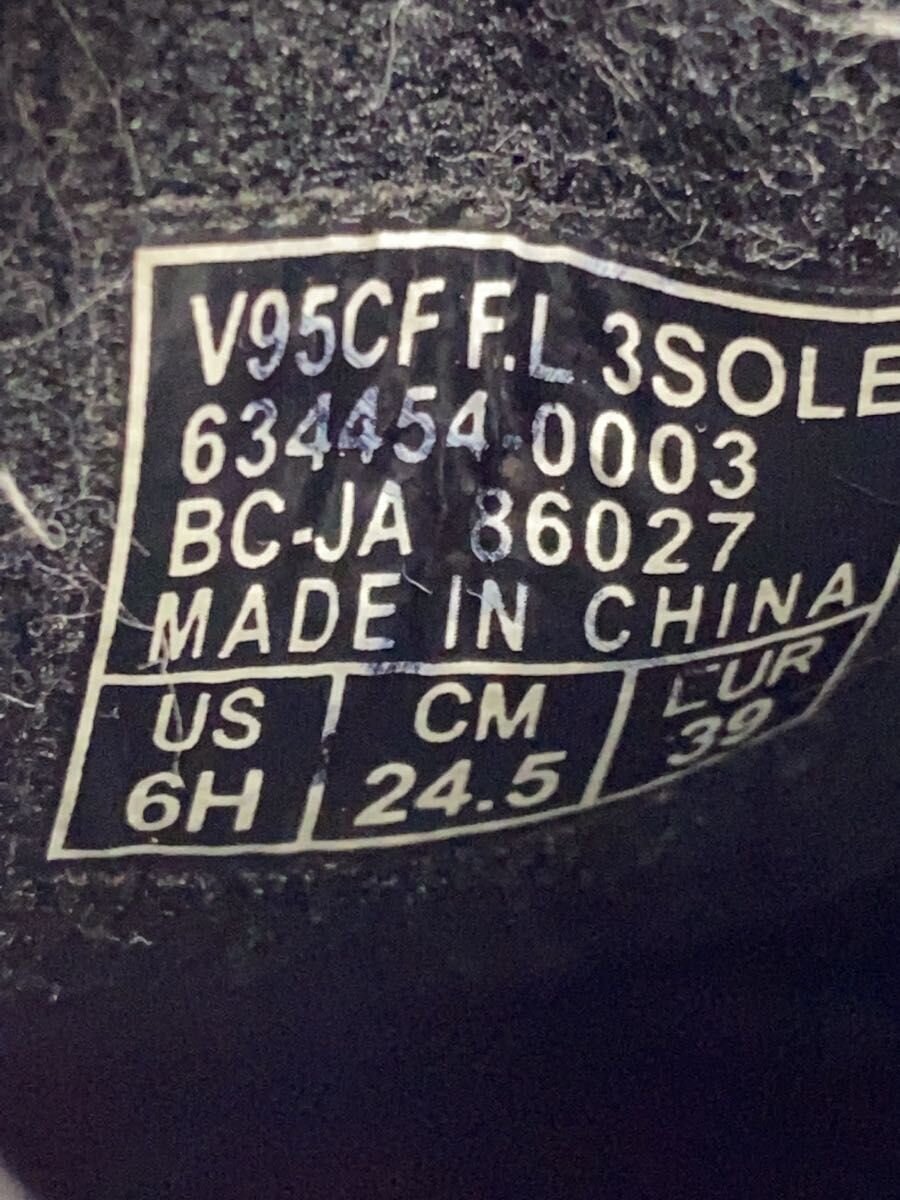 V95CF F.L 3SOLE
634454-0003
BC-JA 86027
MADE IN CHINA
US CM EUR
6H 24.5 39